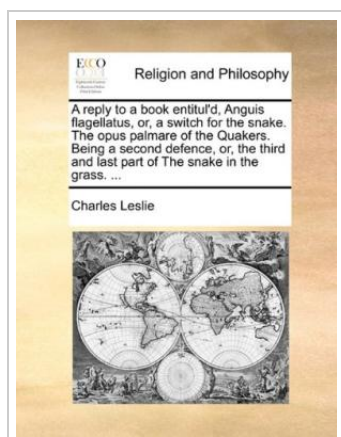 ECCO
Religion and Philosophy
A reply to a book entitul'd, Anguis
flagellatus, or, a switch for the snake.
The opus palmare of the Quakers.
Being a second defence, or, the third
and last part of The snake in the
grass. ...
Charles Leslie